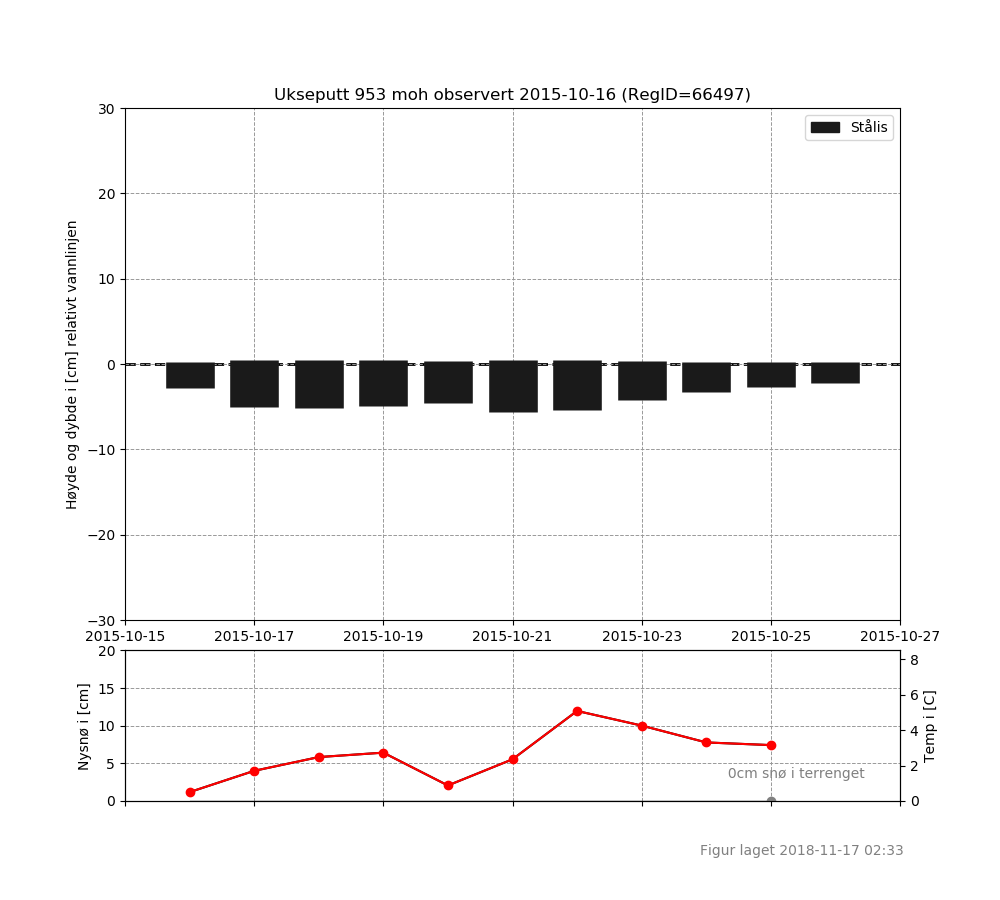 Ukseputt 953 moh observert 2015-10-16 (RegID=66497)
Stålis
Høyde og dybde i [cm] relativt vannlinjen
30
20
10
0
−10
−20
−30
2015-10-15 2015-10-17 2015-10-19 2015-10-21 2015-10-23 2015-10-25 2015-10-27
Nysnø i [cm]
20
15
10
5
0
8
6
4
2
0
Temp i [C]
0cm snø i terrenget
Figur laget 2018-11-17 02:33